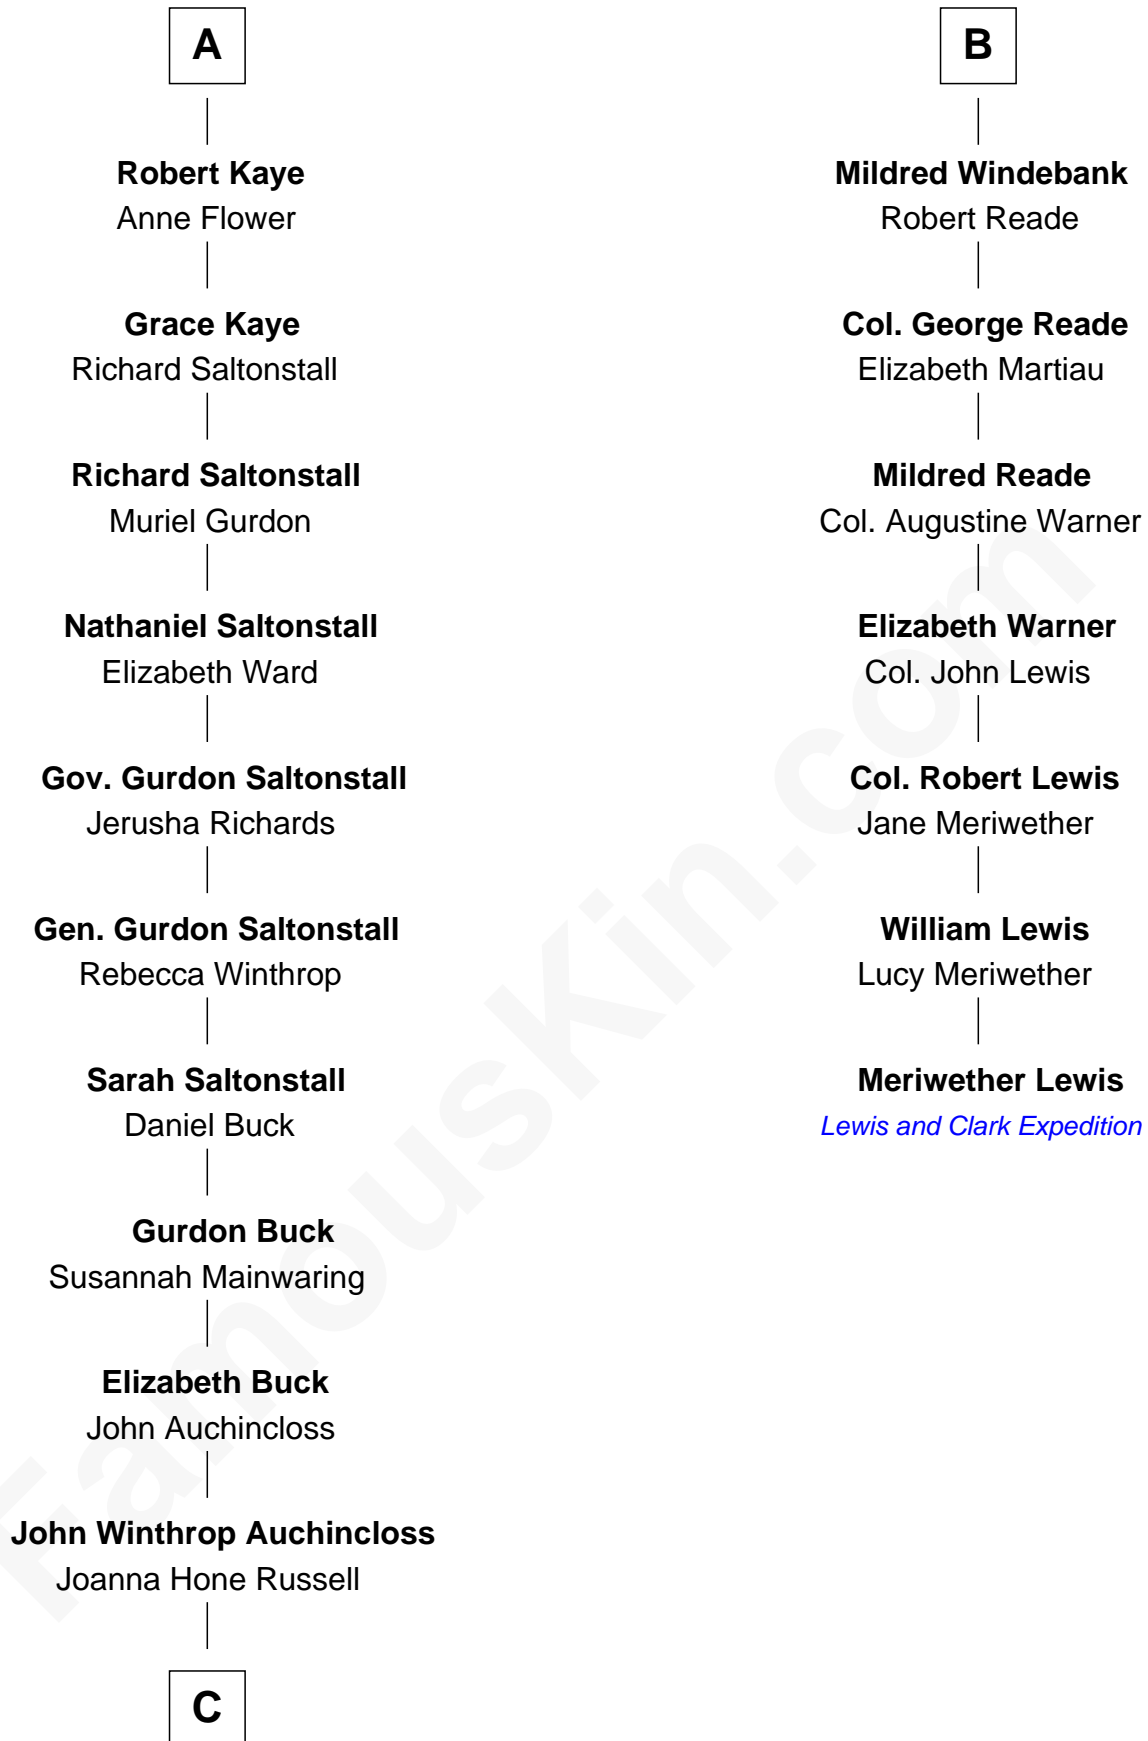 A
Robert Kaye
Anne Flower
Grace Kaye
Richard Saltonstall
Richard Saltonstall
Muriel Gurdon
Nathaniel Saltonstall
Elizabeth Ward
Gov. Gurdon Saltonstall
Jerusha Richards
Gen. Gurdon Saltonstall
Rebecca Winthrop
Sarah Saltonstall
Daniel Buck
Gurdon Buck
Susannah Mainwaring
Elizabeth Buck
John Auchincloss
John Winthrop Auchincloss
Joanna Hone Russell
C
B
Mildred Windebank
Robert Reade
Col. George Reade
Elizabeth Martiau
Mildred Reade
Col. Augustine Warner
Elizabeth Warner
Col. John Lewis
Col. Robert Lewis
Jane Meriwether
William Lewis
Lucy Meriwether
Meriwether Lewis
Lewis and Clark Expedition
FamousKin.com